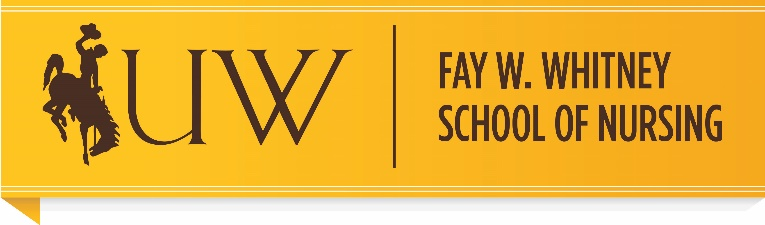 UW
FAY W. WHITNEY
SCHOOL OF NURSING